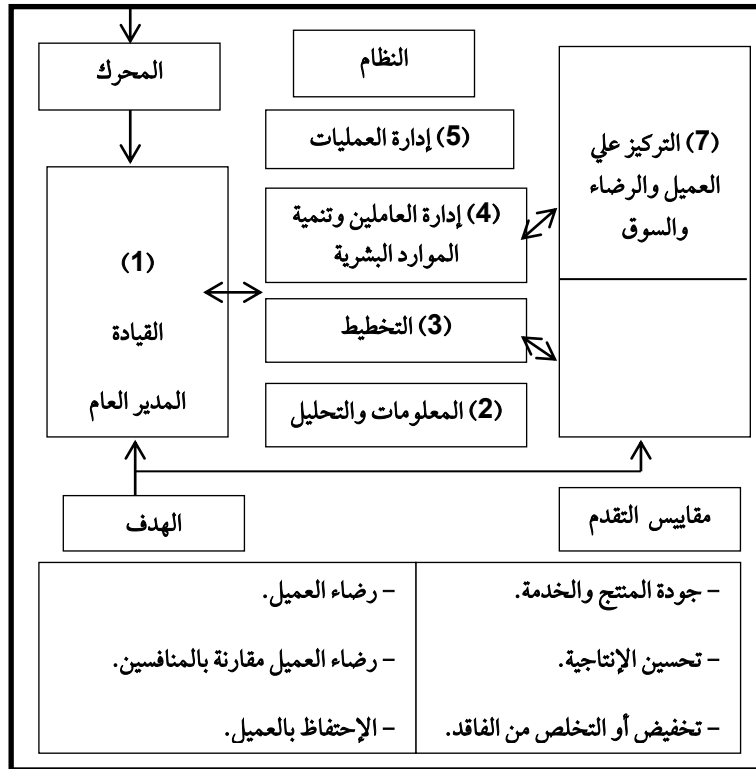 المحرك
النظام
(5) إدارة العمليات
(7) التركيز علي
العميل والرضاء
والسوق
(4) إدارة العاملين وتنمية
الموارد البشرية
(1)
القيادة
المدير العام
(3) التخطيط
(2) المعلومات والتحليل
الهدف
مقاييس التقدم
– جودة المنتج والخدمة.
– تحسين الإنتاجية.
– تخفيض أو التخلص من الفاقد.
– رضاء العميل.
– رضاء العميل مقارنة بالمنافسين.
– الإحتفاظ بالعميل.